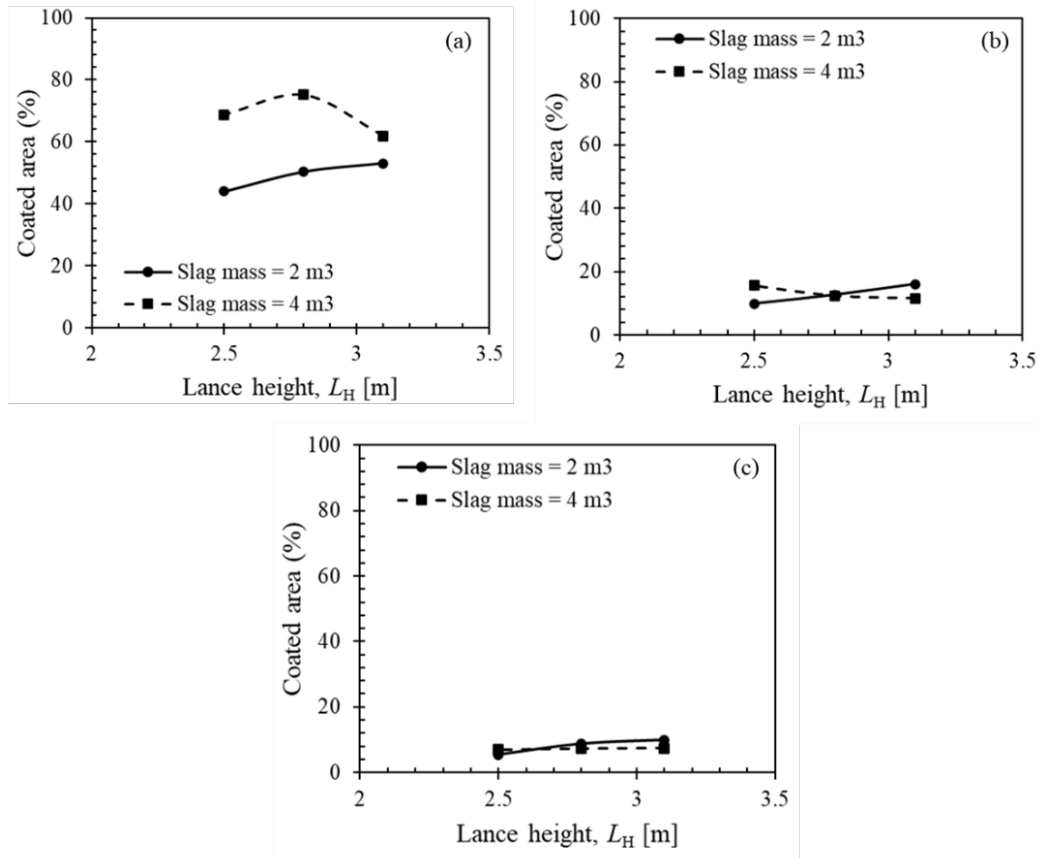 (a)
100
80
60
40
20
0
Coated area (%)
Slag mass = 2 m3
Slag mass = 4 m3
2
2.5
3
3.5
Lance height, LH [m]
(b)
100
80
60
40
20
0
Coated area (%)
Slag mass = 2 m3
Slag mass = 4 m3
2
2.5
3
3.5
Lance height, LH [m]
(c)
100
80
60
40
20
0
Coated area (%)
Slag mass = 2 m3
Slag mass = 4 m3
2
2.5
3
3.5
Lance height, LH [m]